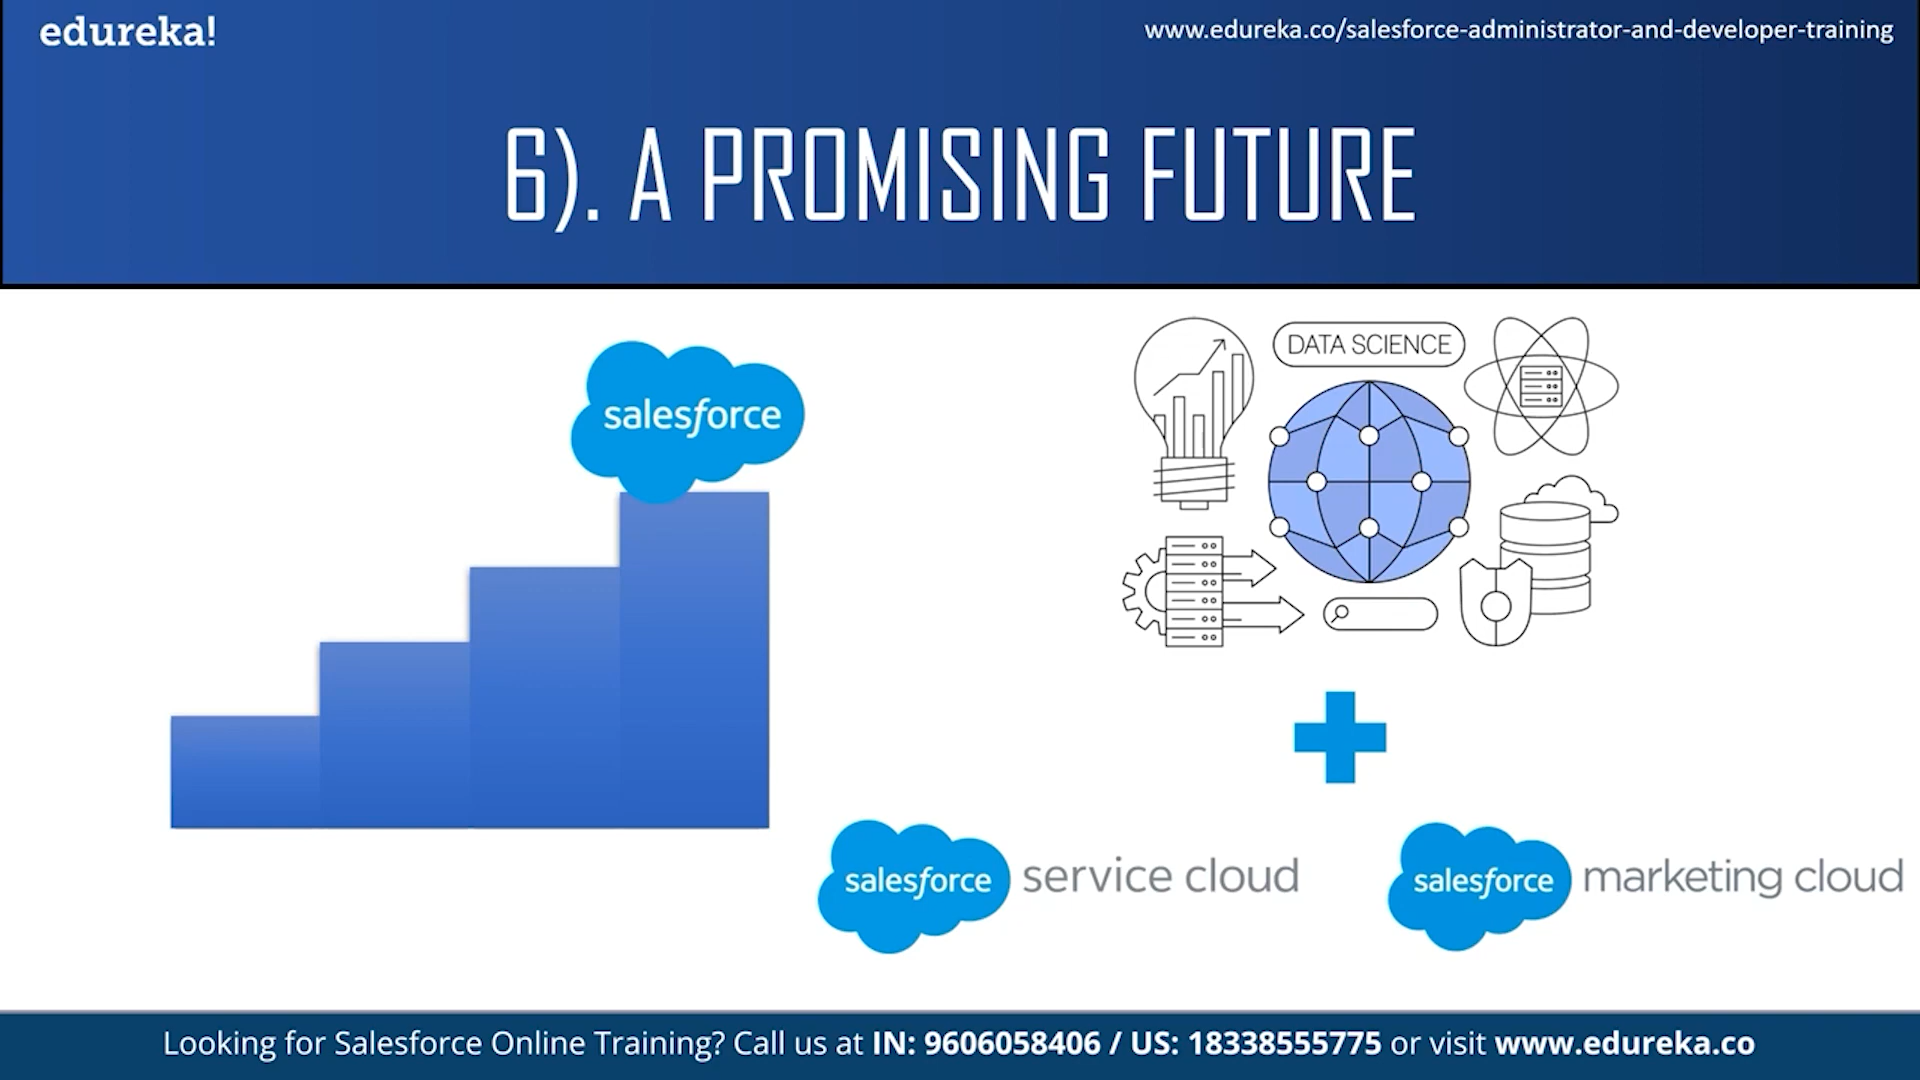 edureka!
www.edureka.co/salesforce-administrator-and-developer-training
6). A PROMISING FUTURE
salesforce
DATA SCIENCE
salesforce service cloud
salesforce marketing cloud
Looking for Salesforce Online Training? Call us at IN: 9606058406 / US: 18338555775 or visit www.edureka.co